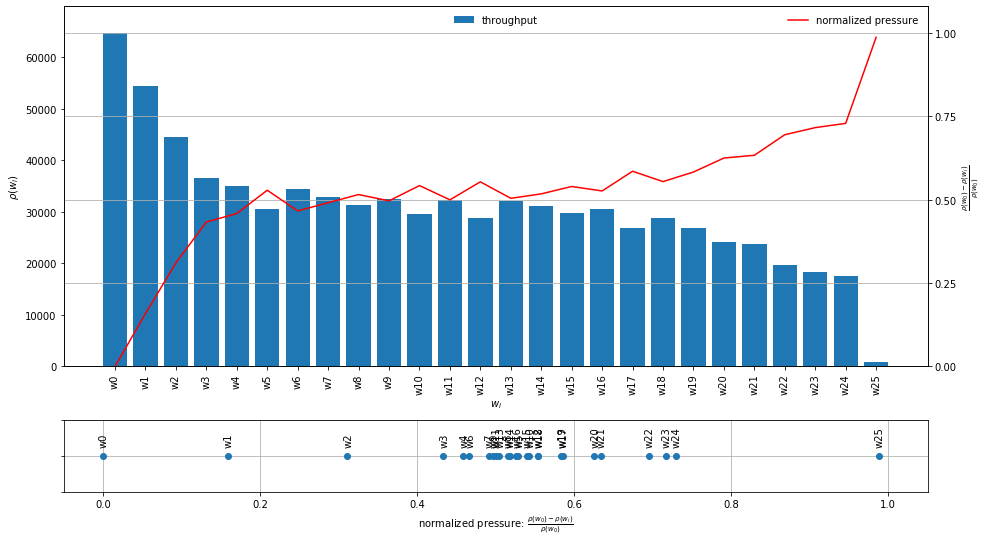 throughput
normalized pressure
60000
50000
40000
30000
20000
10000
0
ρ(wᵢ)
1.00
0.75
0.50
0.25
0.00
ρ(w₀) − ρ(wᵢ)
ρ(w₀)
w0 w1 w2 w3 w4 w5 w6 w7 w8 w9 w10 w11 w12 w13 w14 w15 w16 w17 w18 w19 w20 w21 w22 w23 w24 w25
wᵢ
w0 w1 w2 w3 w4 w6 w20 w21 w22 w23 w24 w25
0.0 0.2 0.4 0.6 0.8 1.0
normalized pressure: ρ(w₀) − ρ(wᵢ)
ρ(w₀)